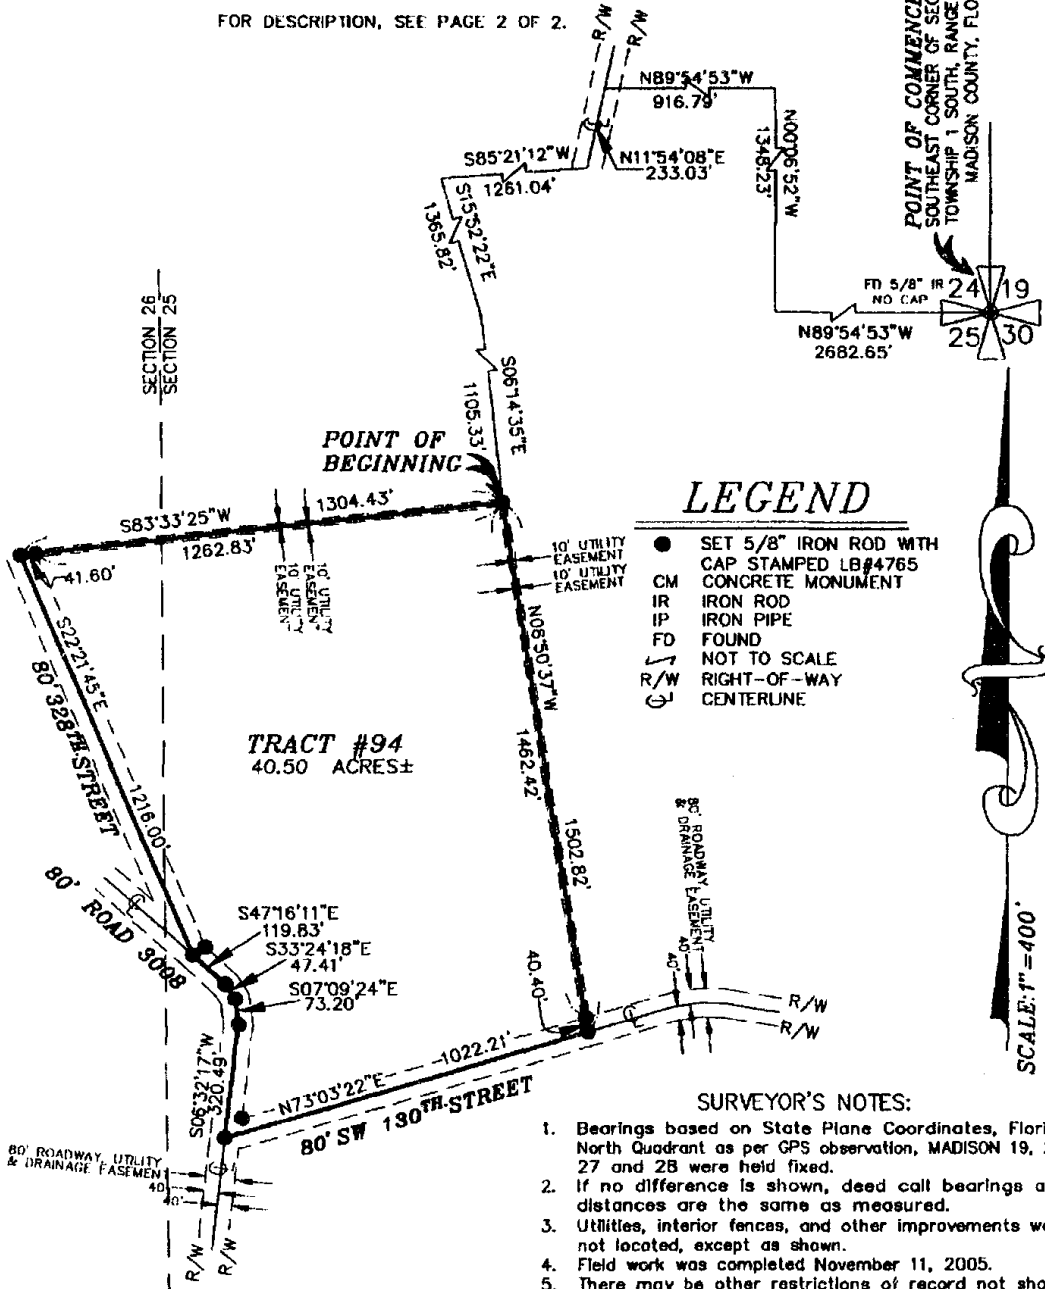 FOR DESCRIPTION, SEE PAGE 2 OF 2.
R/W
R/W
POINT OF COMMENCE
SOUTHEAST CORNER OF SEC
TOWNSHIP 1 SOUTH, RANGE
MADISON COUNTY, FLO
N89°54'53"W
916.79'
N00°06'52"W
1348.23'
N11°54'08"E
233.03'
S85°21'12"W
1261.04'
S15°52'22"E
1365.82'
FD 5/8" IR
NO CAP
24
19
25
30
N89°54'53"W
2682.65'
SECTION 26
SECTION 25
S06°14'35"E
1105.33'
POINT OF
BEGINNING
1304.43'
S83°33'25"W
1262.83'
41.60'
10' UTILITY
EASEMENT
10' UTILITY
EASEMENT
10' UTILITY
EASEMENT
10' UTILITY
EASEMENT
LEGEND
SET 5/8" IRON ROD WITH
CAP STAMPED LB#4765
CM CONCRETE MONUMENT
IR IRON ROD
IP IRON PIPE
FD FOUND
NOT TO SCALE
R/W RIGHT-OF-WAY
CENTERLINE
N08°50'37"W
1462.42'
1502.82'
40.40'
S22°21'45"E
1216.00'
80' 328TH STREET
TRACT #94
40.50 ACRES±
80' ROAD 3008
S47°16'11"E
119.83'
S33°24'18"E
47.41'
S07°09'24"E
73.20'
S06°32'17"W
320.49'
80' ROADWAY, UTILITY
& DRAINAGE EASEMENT
40'
40'
R/W
R/W
N73°03'22"E
1022.21'
80' SW 130TH STREET
80' ROADWAY, UTILITY
& DRAINAGE EASEMENT
40'
40'
R/W
R/W
SCALE: 1"=400'
SURVEYOR'S NOTES:
1. Bearings based on State Plane Coordinates, Flori
North Quadrant as per GPS observation, MADISON 19,
27 and 28 were held fixed.
2. If no difference is shown, deed call bearings a
distances are the same as measured.
3. Utilities, interior fences, and other improvements we
not located, except as shown.
4. Field work was completed November 11, 2005.
5. There may be other restrictions of record not sho